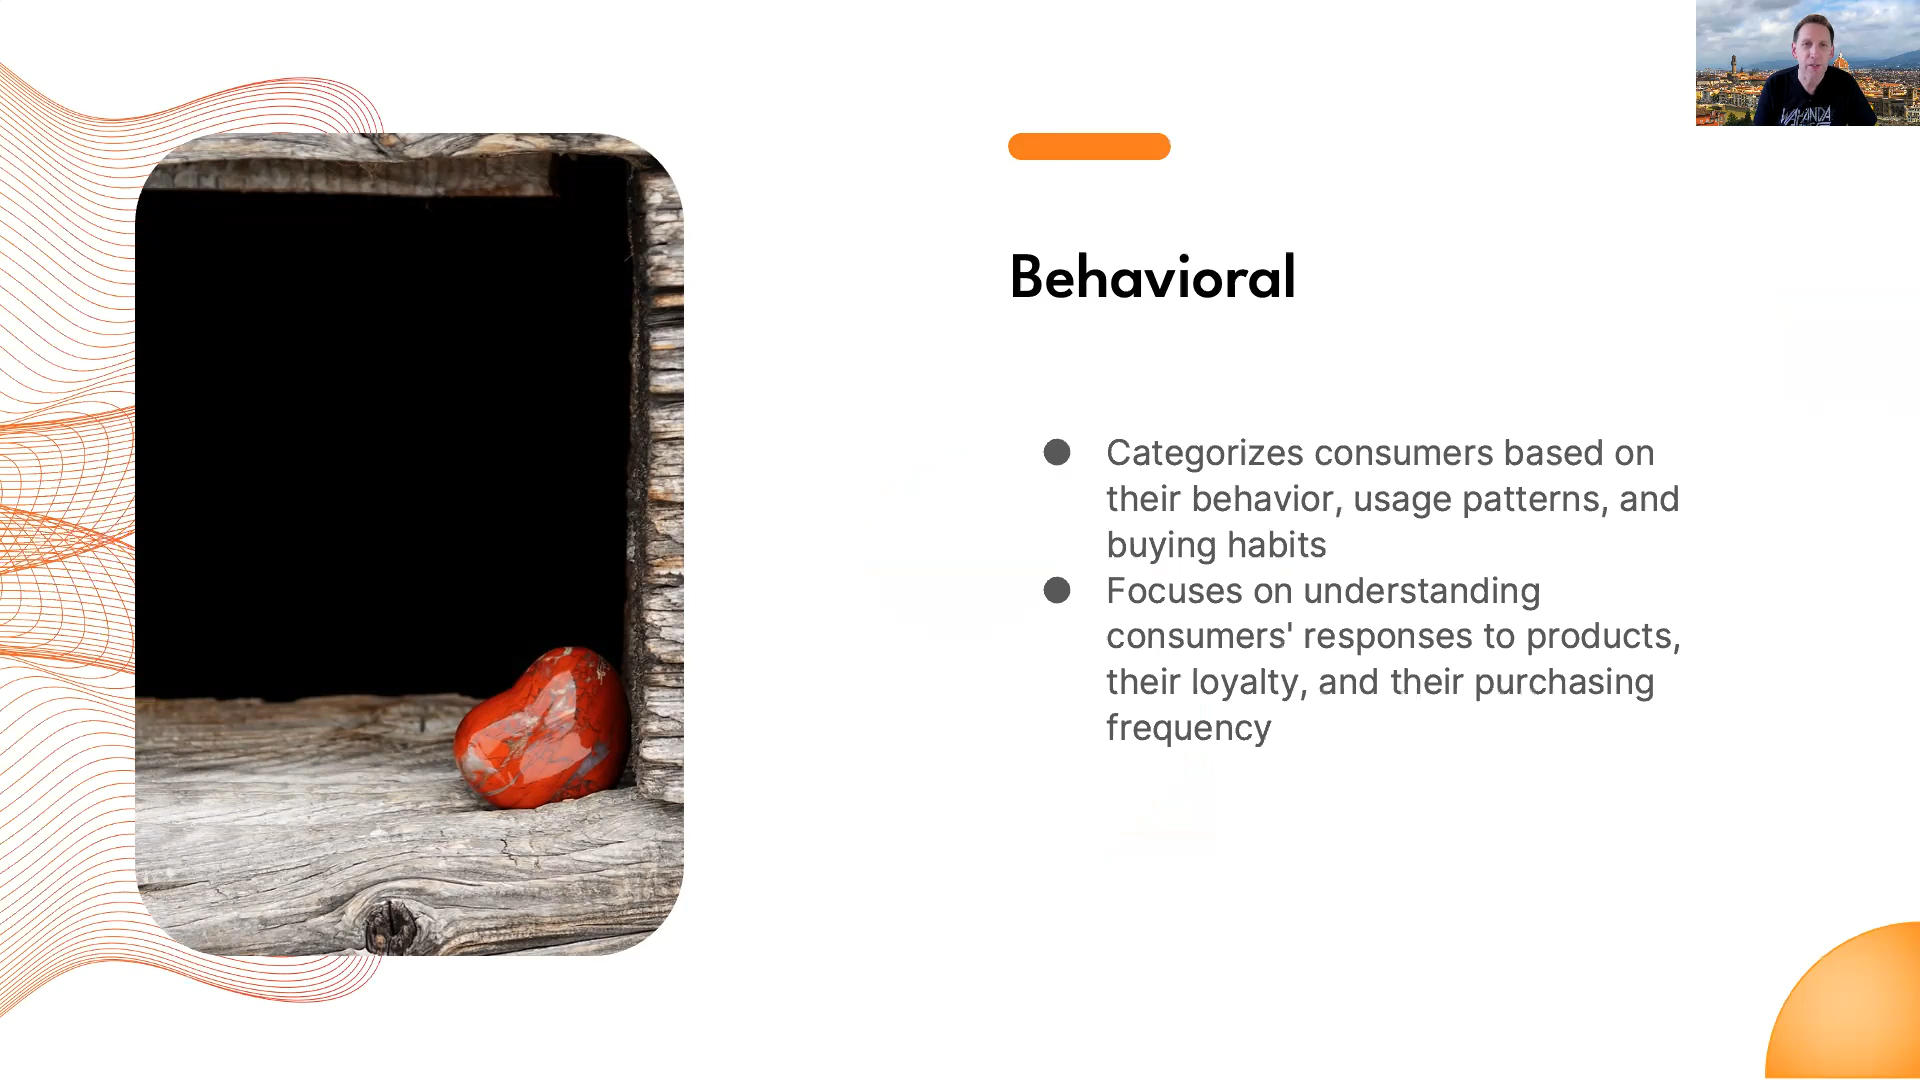 Behavioral
● Categorizes consumers based on
their behavior, usage patterns, and
buying habits
● Focuses on understanding
consumers' responses to products,
their loyalty, and their purchasing
frequency
WAKANDA